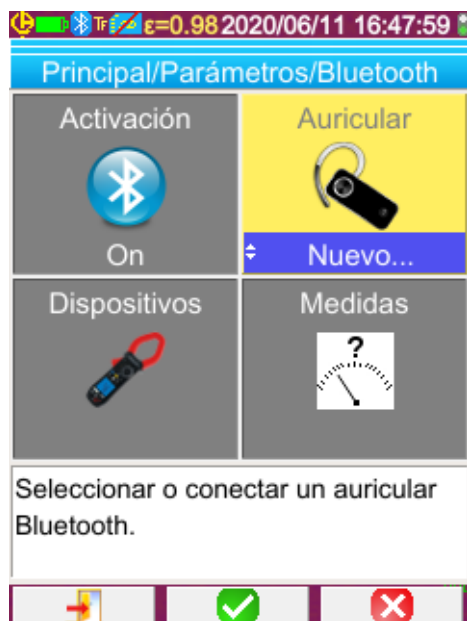 TF ε=0.98 2020/06/11 16:47:59
Principal/Parámetros/Bluetooth
Activación
Auricular
On
Nuevo...
Dispositivos
Medidas
?
Seleccionar o conectar un auricular
Bluetooth.